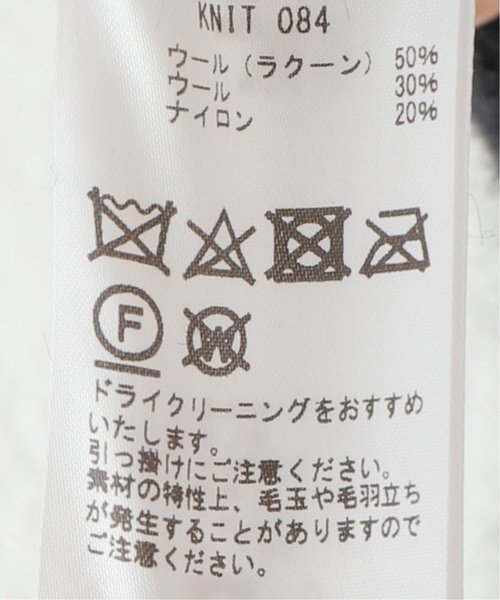 KNIT 084
ウール（ラクーン） 50%
ウール 30%
ナイロン 20%
F
W
ドライクリーニングをおすすめ
いたします。
引っ掛けにご注意ください。
素材の特性上、毛玉や毛羽立ち
が発生することがありますので
ご注意ください。